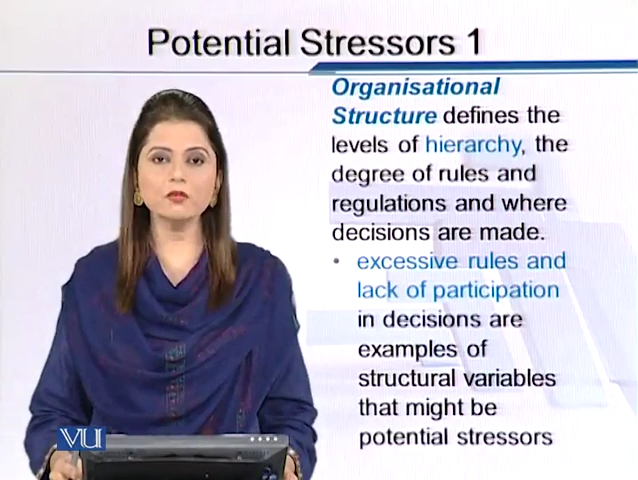 Potential Stressors 1
Organisational
Structure defines the
levels of hierarchy, the
degree of rules and
regulations and where
decisions are made.
• excessive rules and
lack of participation
in decisions are
examples of
structural variables
that might be
potential stressors
VU